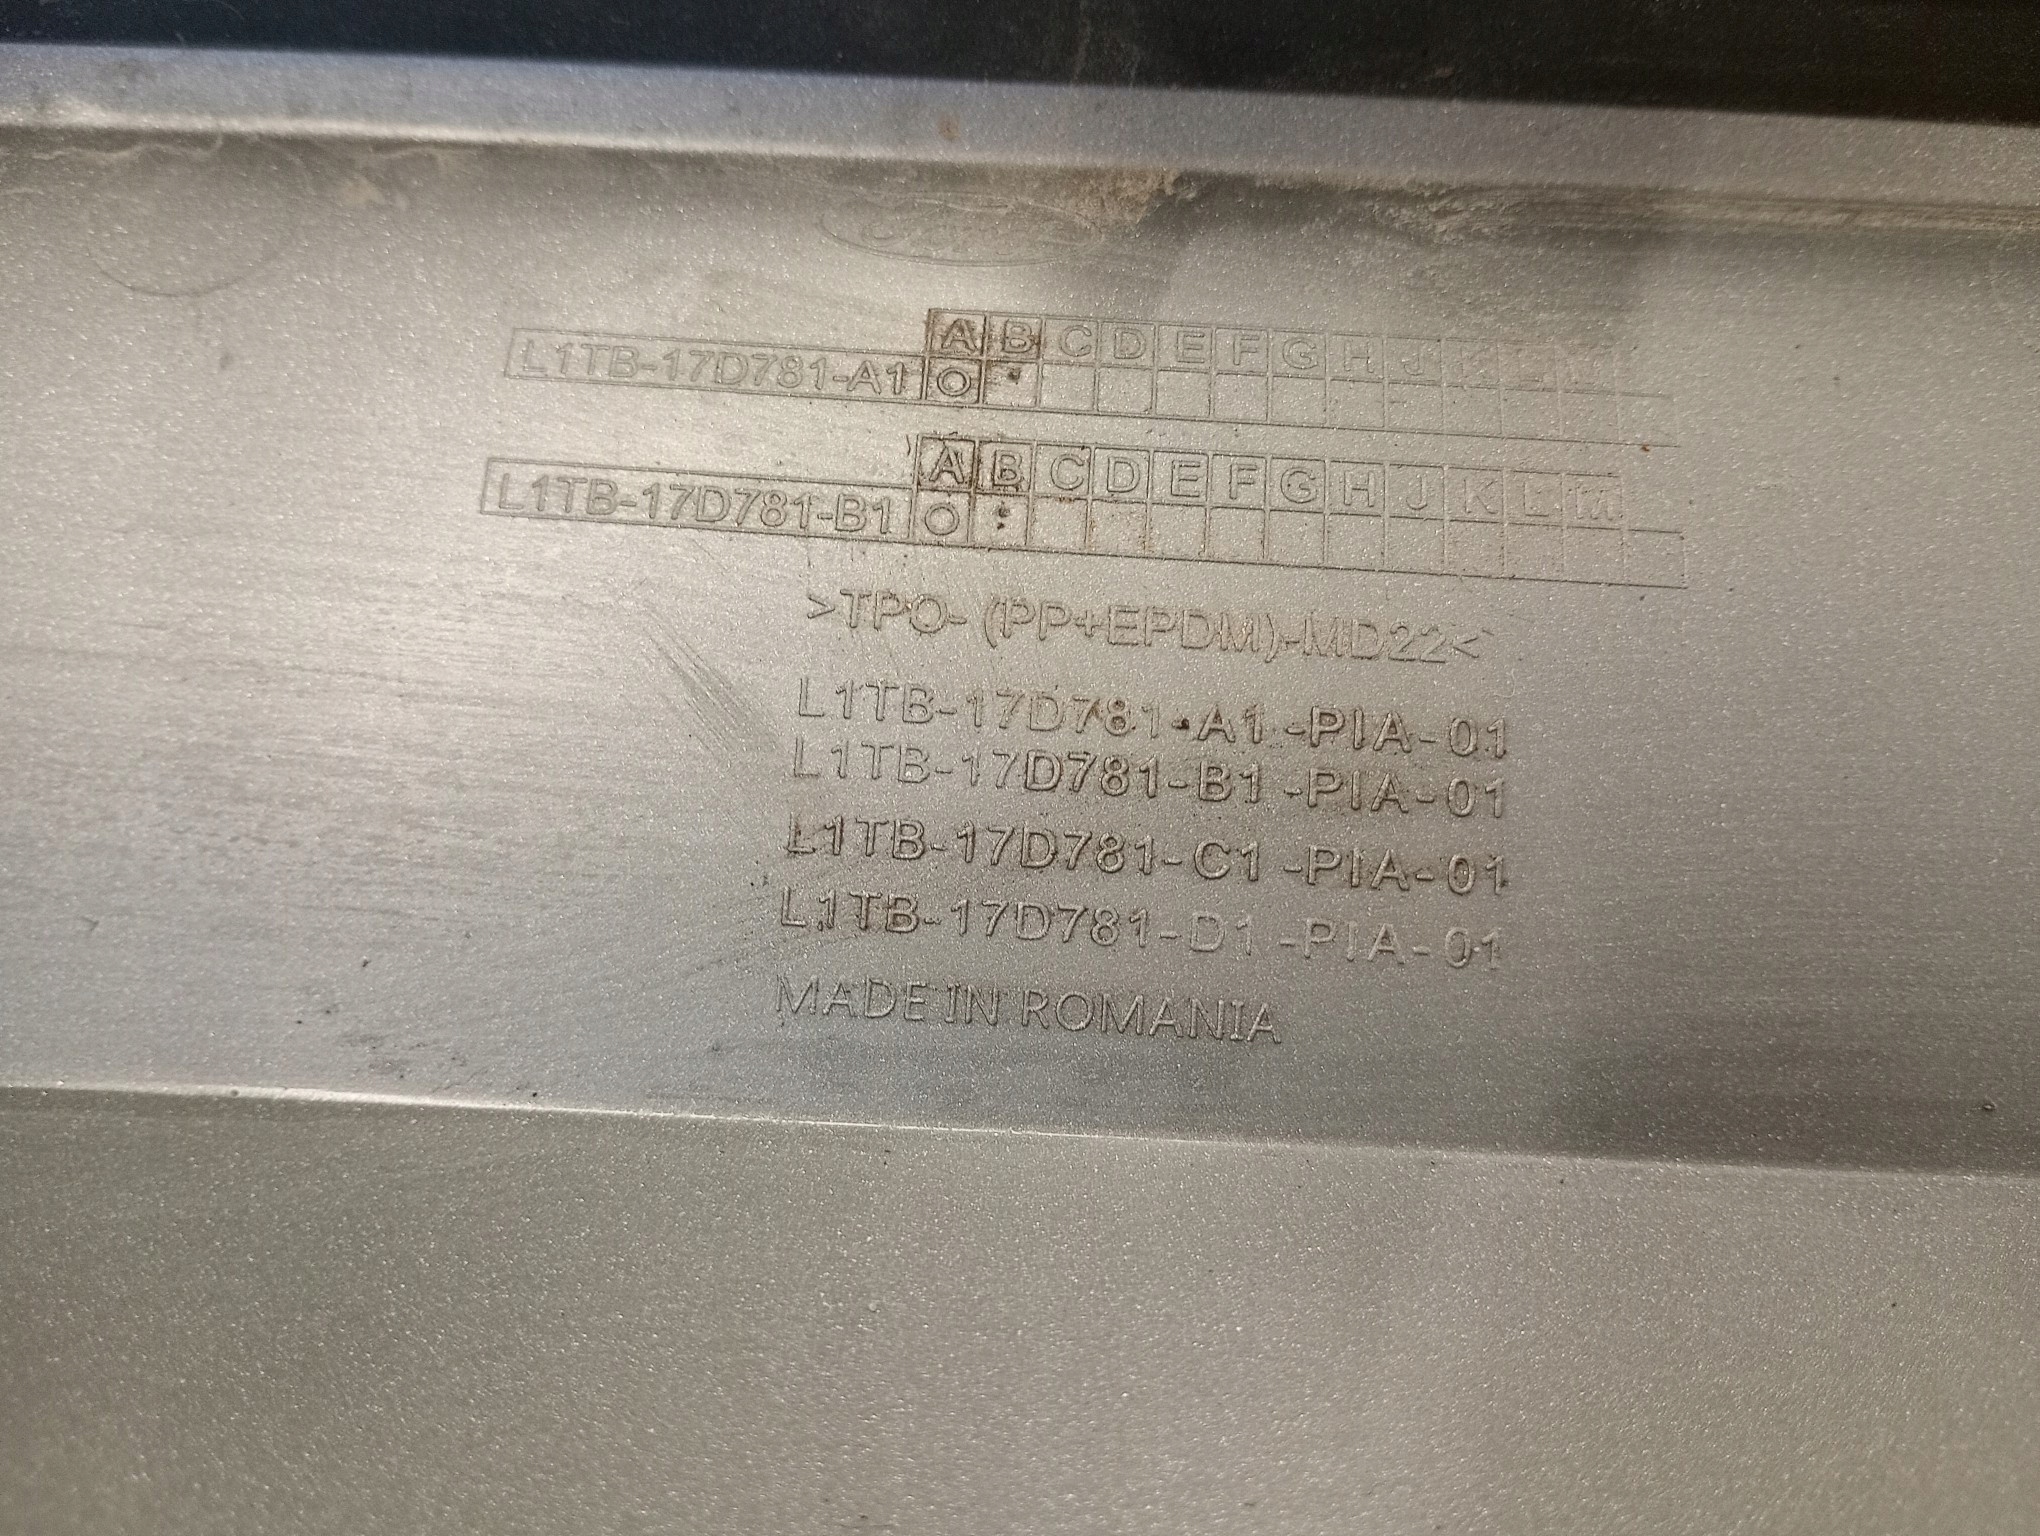 Ford
A B C D E F G H J K L M
L1TB-17D781-A1 O
A B C D E F G H J K L M
L1TB-17D781-B1 O
>TPO-(PP+EPDM)-MD22<
L1TB-17D781-A1-PIA-01
L1TB-17D781-B1-PIA-01
L1TB-17D781-C1-PIA-01
L1TB-17D781-D1-PIA-01
MADE IN ROMANIA